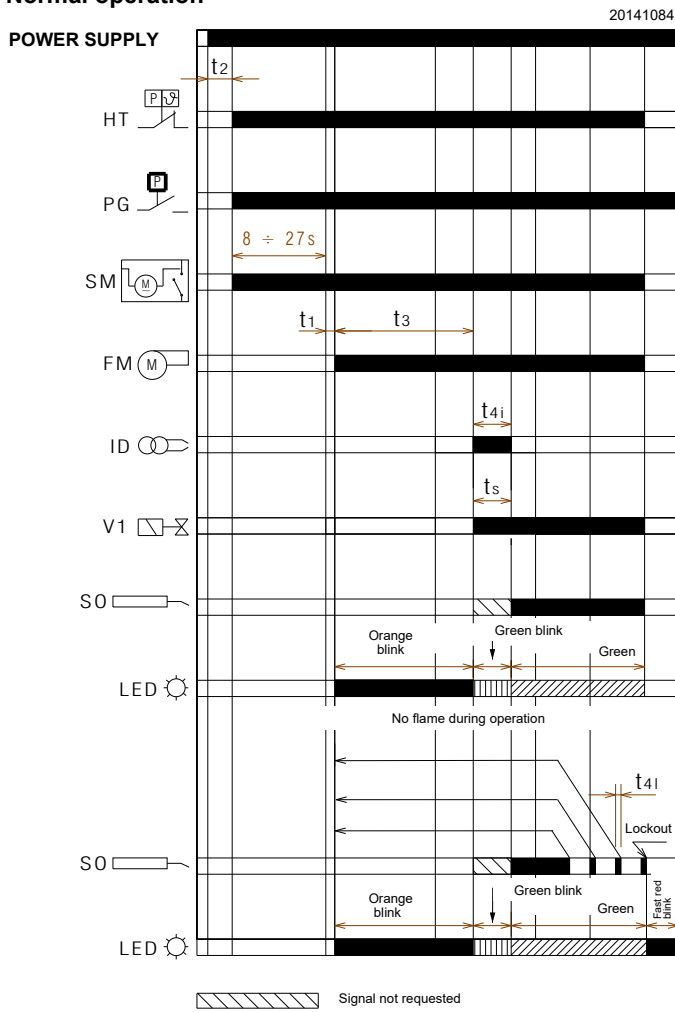 Normal operation
20141084
POWER SUPPLY
t2
P ϑ
HT
P
PG
8 ÷ 27s
SM
M
t1
t3
FM
M
t4i
ID
ts
V1
SO
Orange
blink
Green blink
Green
LED
No flame during operation
t4l
Lockout
SO
Orange
blink
Green blink
Green
Fast red
blink
LED
Signal not requested